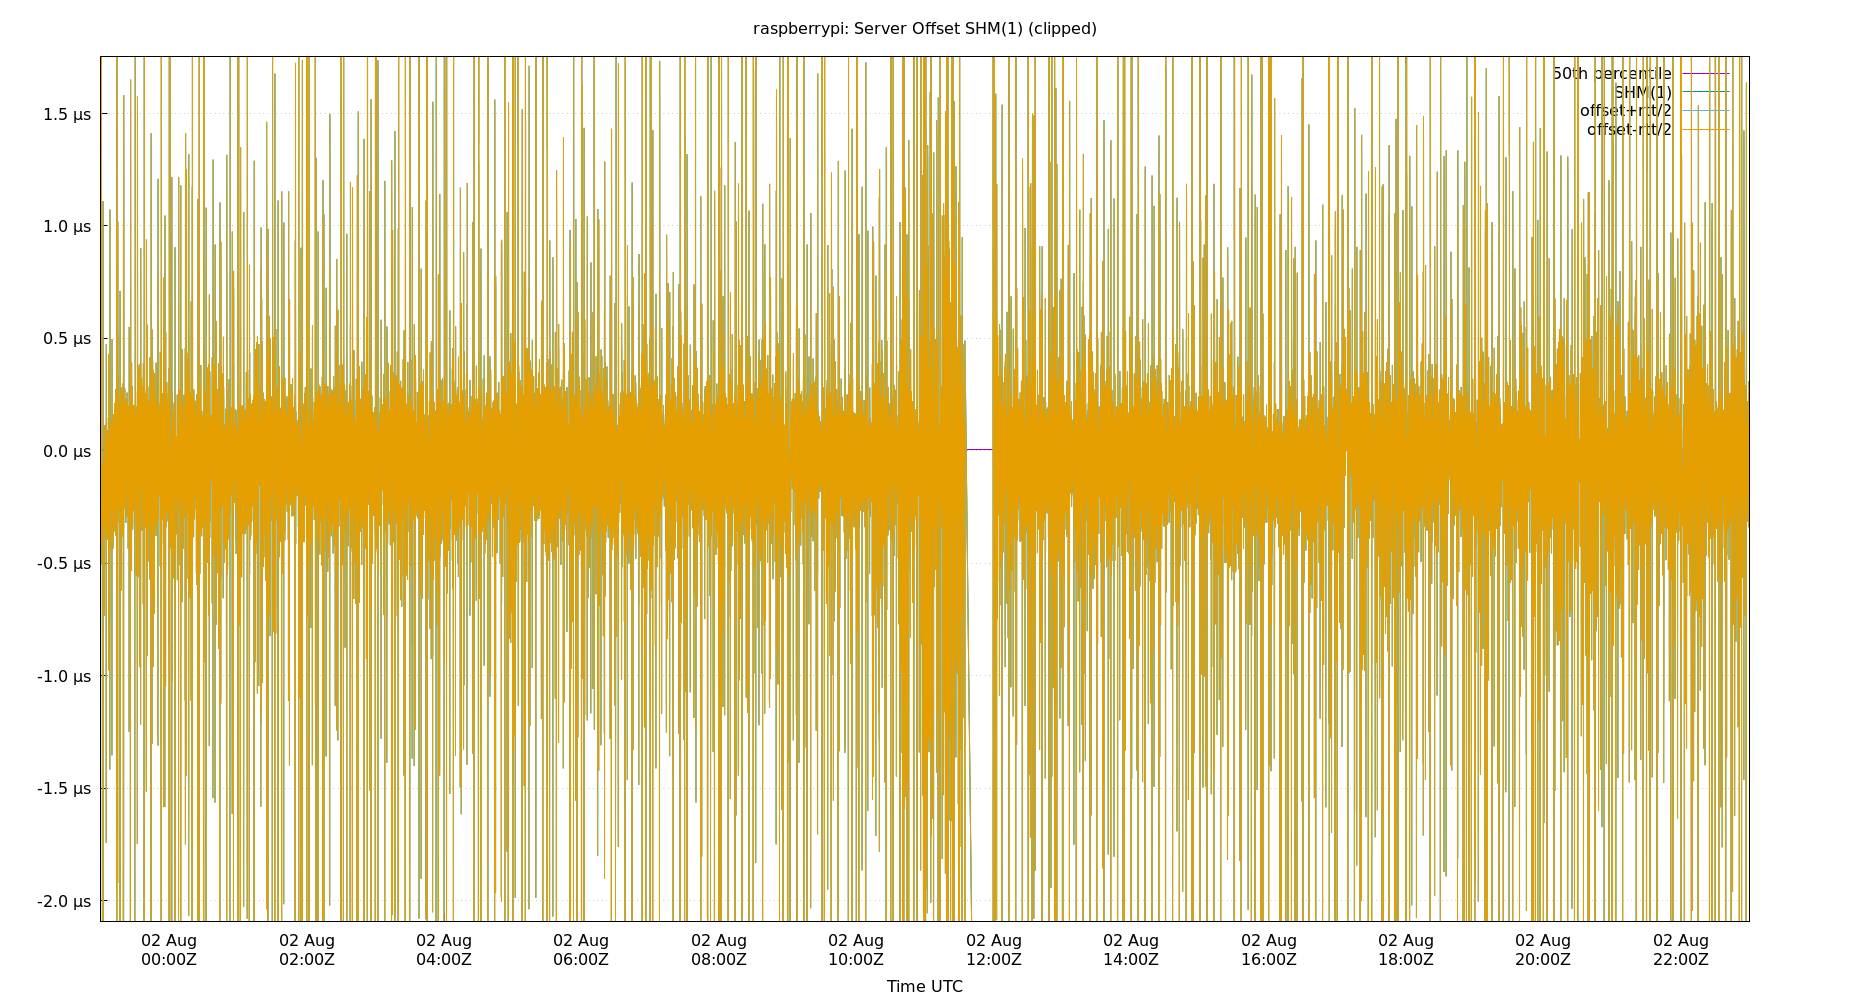 raspberrypi: Server Offset SHM(1) (clipped)
50th percentile
SHM(1)
offset+rtt/2
offset-rtt/2
1.5 µs
1.0 µs
0.5 µs
0.0 µs
-0.5 µs
-1.0 µs
-1.5 µs
-2.0 µs
02 Aug 02 Aug 02 Aug 02 Aug 02 Aug 02 Aug 02 Aug 02 Aug 02 Aug 02 Aug 02 Aug 02 Aug
00:00Z 02:00Z 04:00Z 06:00Z 08:00Z 10:00Z 12:00Z 14:00Z 16:00Z 18:00Z 20:00Z 22:00Z
Time UTC